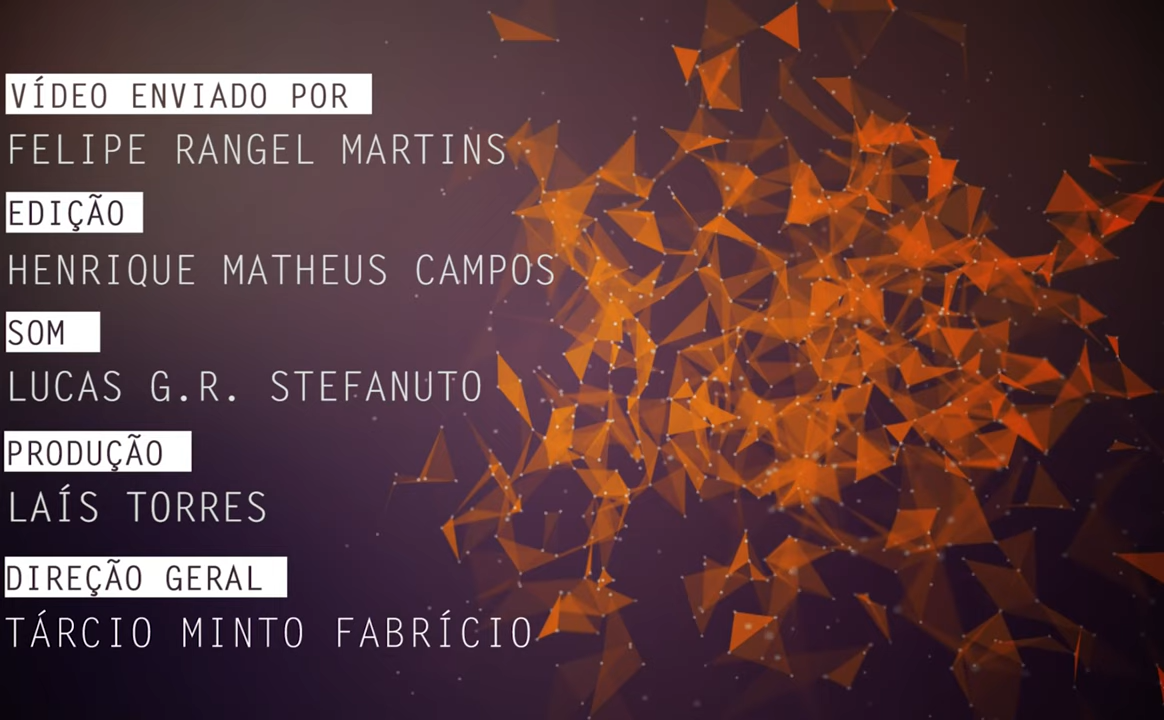 VÍDEO ENVIADO POR
FELIPE RANGEL MARTINS
EDIÇÃO
HENRIQUE MATHEUS CAMPOS
SOM
LUCAS G.R. STEFANUTO
PRODUÇÃO
LAÍS TORRES
DIREÇÃO GERAL
TÁRCIO MINTO FABRÍCIO